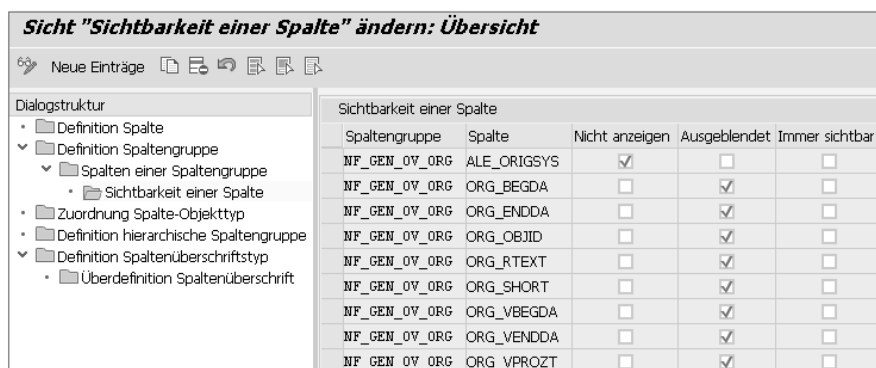 Sicht "Sichtbarkeit einer Spalte" ändern: Übersicht
Neue Einträge
Dialogstruktur
Definition Spalte
Definition Spaltengruppe
Spalten einer Spaltengruppe
Sichtbarkeit einer Spalte
Zuordnung Spalte-Objekttyp
Definition hierarchische Spaltengruppe
Definition Spaltenüberschriftstyp
Überdefinition Spaltenüberschrift
Sichtbarkeit einer Spalte
Spaltengruppe Spalte Nicht anzeigen Ausgeblendet Immer sichtbar
NF_GEN_OV_ORG ALE_ORIGSYS
NF_GEN_OV_ORG ORG_BEGDA
NF_GEN_OV_ORG ORG_ENDDA
NF_GEN_OV_ORG ORG_OBJID
NF_GEN_OV_ORG ORG_RTEXT
NF_GEN_OV_ORG ORG_SHORT
NF_GEN_OV_ORG ORG_VBEGDA
NF_GEN_OV_ORG ORG_VENDDA
NF_GEN_OV_ORG ORG_VPROZT